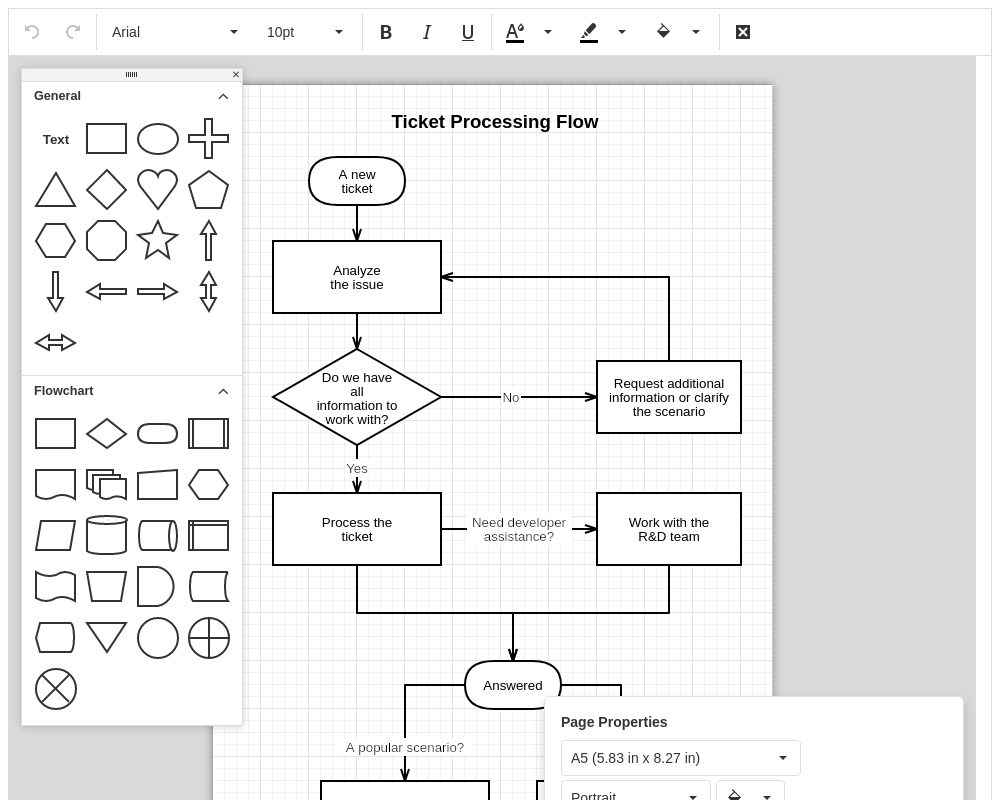 Arial
10pt
B I U A
General
Text
Flowchart
Ticket Processing Flow
A new
ticket
Analyze
the issue
Do we have
all
information to
work with?
No
Request additional
information or clarify
the scenario
Yes
Process the
ticket
Need developer
assistance?
Work with the
R&D team
Answered
A popular scenario?
Page Properties
A5 (5.83 in x 8.27 in)
Portrait